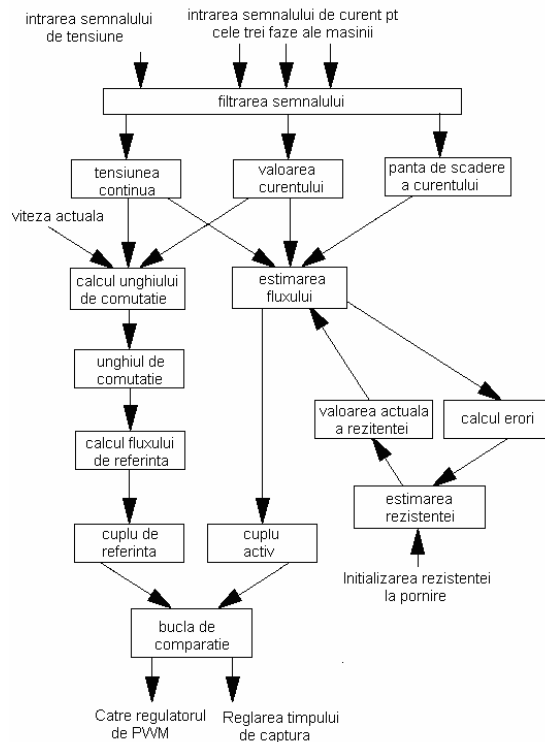 intrarea semnalului
de tensiune
intrarea semnalului de curent pt
cele trei faze ale masinii
filtrarea semnalului
tensiunea
continua
valoarea
curentului
panta de scadere
a curentului
viteza actuala
calcul unghiului
de comutatie
estimarea
fluxului
unghiul de
comutatie
valoarea actuala
a rezitentei
calcul erori
calcul fluxului
de referinta
estimarea
rezistentei
cuplu de
referinta
cuplu
activ
Initializarea rezistentei
la pornire
bucla de
comparatie
Catre regulatorul
de PWM
Reglarea timpului
de captura